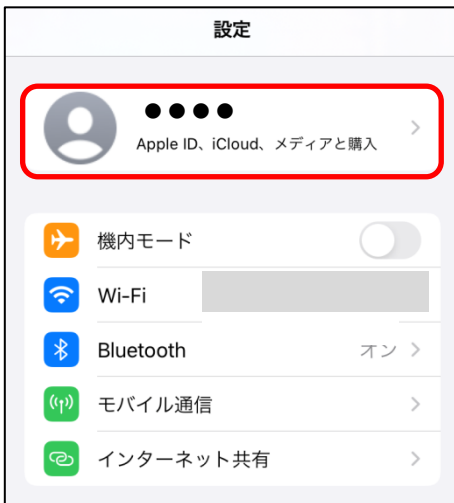 設定
●●●●
Apple ID、iCloud、メディアと購入
機内モード
Wi-Fi
Bluetooth オン
モバイル通信
インターネット共有